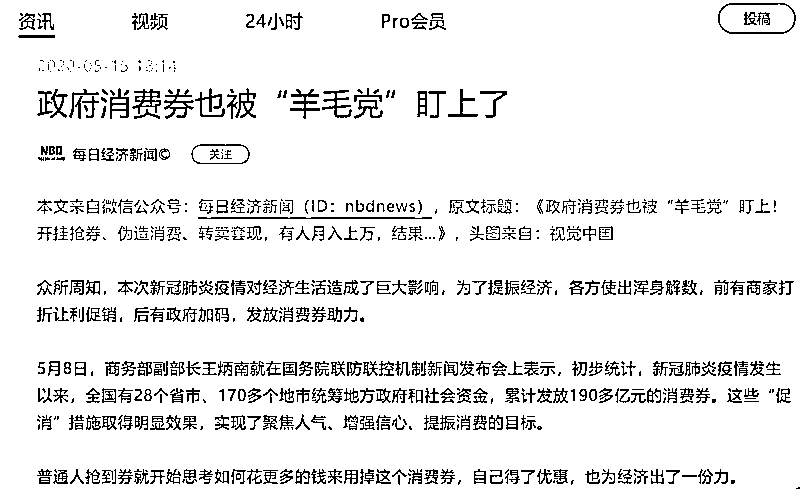 资讯 视频 24小时 Pro会员 投稿
2020-05-15 13:14
政府消费券也被“羊毛党”盯上了
NBD 每日经济新闻© 关注
本文来自微信公众号：每日经济新闻（ID：nbdnews），原文标题：《政府消费券也被“羊毛党”盯上！
开挂抢券、伪造消费、转卖套现，有人月入上万，结果...》，头图来自：视觉中国
众所周知，本次新冠肺炎疫情对经济生活造成了巨大影响，为了提振经济，各方使出浑身解数，前有商家打
折让利促销，后有政府加码，发放消费券助力。
5月8日，商务部副部长王炳南就在国务院联防联控机制新闻发布会上表示，初步统计，新冠肺炎疫情发生
以来，全国有28个省市、170多个地市统筹地方政府和社会资金，累计发放190多亿元的消费券。这些“促
消”措施取得明显效果，实现了聚焦人气、增强信心、提振消费的目标。
普通人抢到券就开始思考如何花更多的钱来用掉这个消费券，自己得了优惠，也为经济出了一份力。